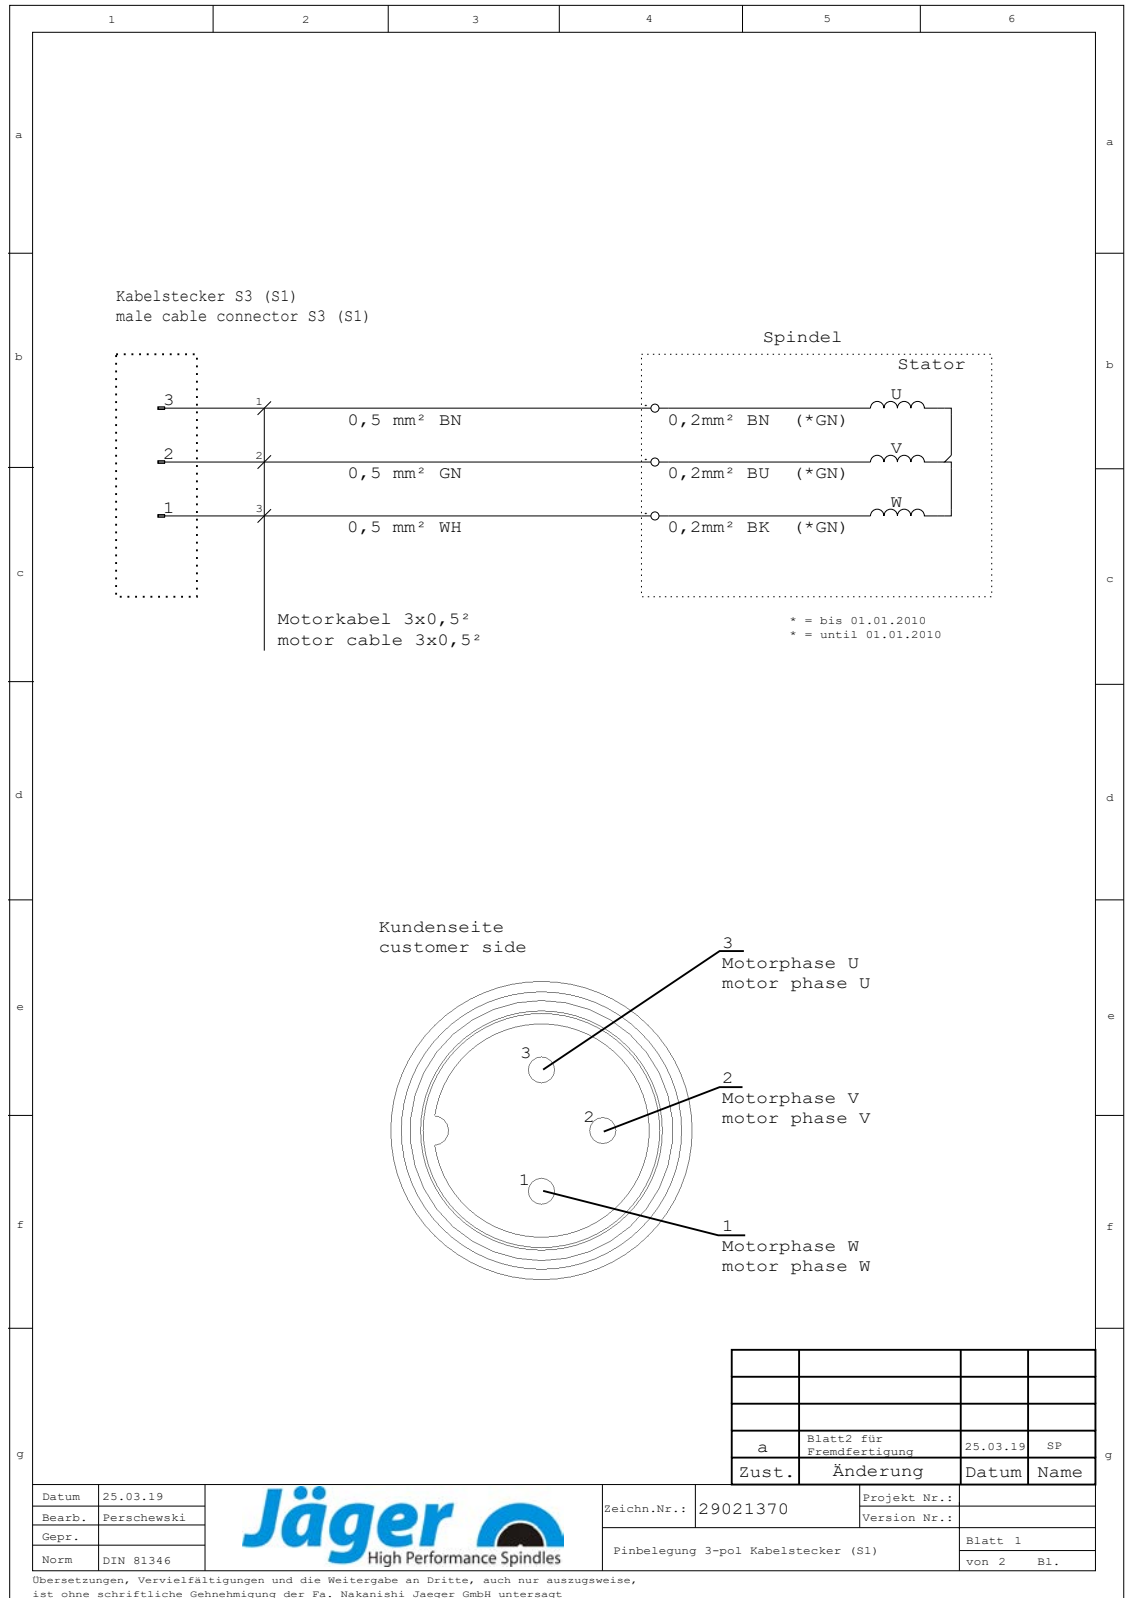 1 2 3 4 5 6
a a
Kabelstecker S3 (S1)
male cable connector S3 (S1)
Spindel
b b
Stator
3 1 U
0,5 mm² BN 0,2mm² BN (*GN)
2 2 V
0,5 mm² GN 0,2mm² BU (*GN)
1 3 W
0,5 mm² WH 0,2mm² BK (*GN)
c c
Motorkabel 3x0,5²
motor cable 3x0,5²
* = bis 01.01.2010
* = until 01.01.2010
d d
Kundenseite
customer side
3
Motorphase U
motor phase U
e e
3
2
Motorphase V
motor phase V
2
1
f f
1
Motorphase W
motor phase W
g g
a Blatt2 für Fremdfertigung 25.03.19 SP
Zust. Änderung Datum Name
Datum 25.03.19
Bearb. Perschewski
Gepr.
Norm DIN 81346
Jäger
High Performance Spindles
Zeichn.Nr.: 29021370
Projekt Nr.:
Version Nr.:
Pinbelegung 3-pol Kabelstecker (S1)
Blatt 1
von 2 Bl.
Übersetzungen, Vervielfältigungen und die Weitergabe an Dritte, auch nur auszugsweise,
ist ohne schriftliche Gehnehmigung der Fa. Nakanishi Jaeger GmbH untersagt